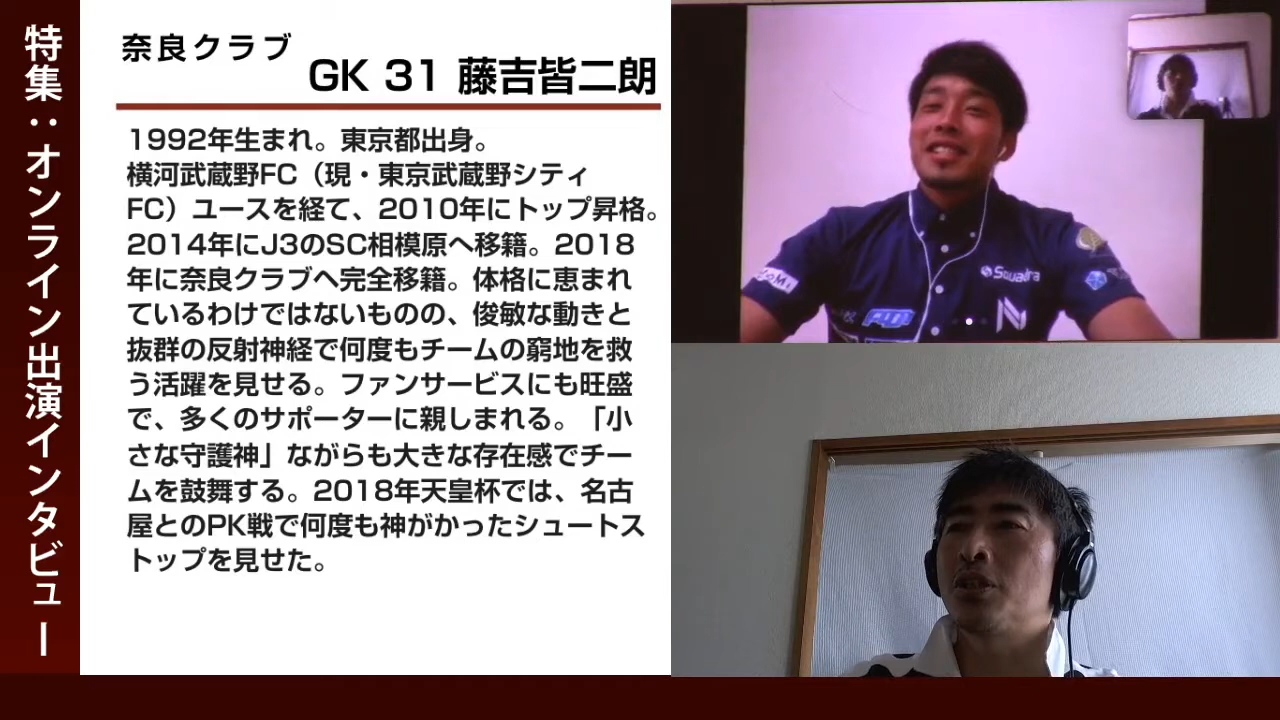 特集：オンライン出演インタビュー
奈良クラブ
GK 31 藤吉皆二朗
1992年生まれ。東京都出身。
横河武蔵野FC（現・東京武蔵野シティ
FC）ユースを経て、2010年にトップ昇格。
2014年にJ3のSC相模原へ移籍。2018
年に奈良クラブへ完全移籍。体格に恵まれ
ているわけではないものの、俊敏な動きと
抜群の反射神経で何度もチームの窮地を救
う活躍を見せる。ファンサービスにも旺盛
で、多くのサポーターに親しまれる。「小
さな守護神」ながらも大きな存在感でチー
ムを鼓舞する。2018年天皇杯では、名古
屋とのPK戦で何度も神がかったシュートス
トップを見せた。
Squadra
N